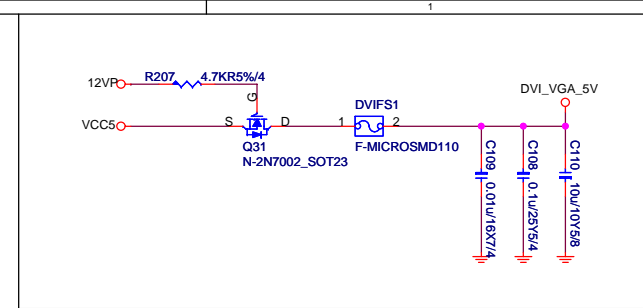 1
12VP
R207
4.7KR5%/4
DVI_VGA_5V
G
DVIFS1
VCC5
S
D
1
2
Q31
F-MICROSMD110
N-2N7002_SOT23
C109
0.01u/16X7/4
C108
0.1u/25Y5/4
C110
10u/10Y5/8